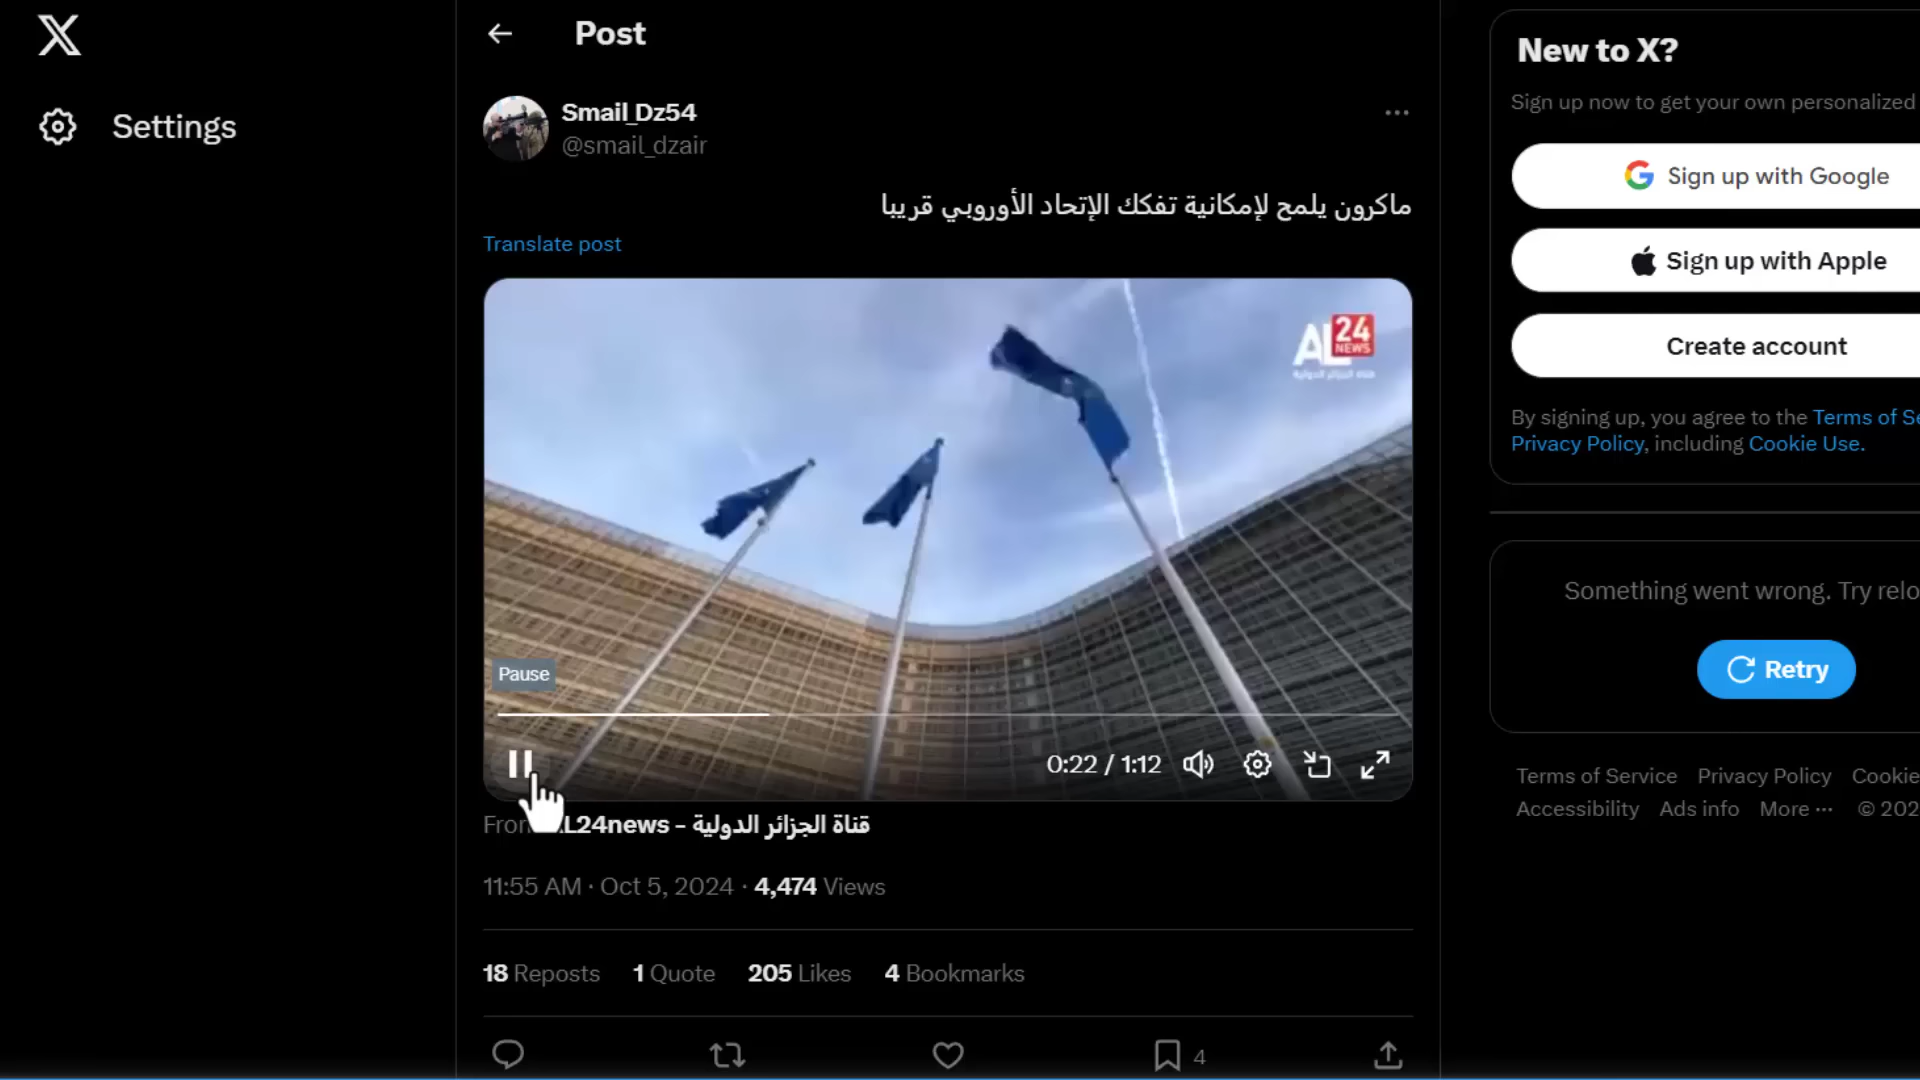 Post
Settings
Smail_Dz54
@smail_dzair
ماكرون يلمح لإمكانية تفكك الإتحاد الأوروبي قريبا
Translate post
AL 24 NEWS
قناة الجزائر الدولية
Pause
0:22 / 1:12
AL24news - قناة الجزائر الدولية
11:55 AM · Oct 5, 2024 · 4,474 Views
18 Reposts 1 Quote 205 Likes 4 Bookmarks
4
New to X?
Sign up now to get your own personalized
Sign up with Google
Sign up with Apple
Create account
By signing up, you agree to the Terms of
Privacy Policy, including Cookie Use.
Something went wrong. Try
Retry
Terms of Service Privacy Policy Cookie
Accessibility Ads info More ··· ©